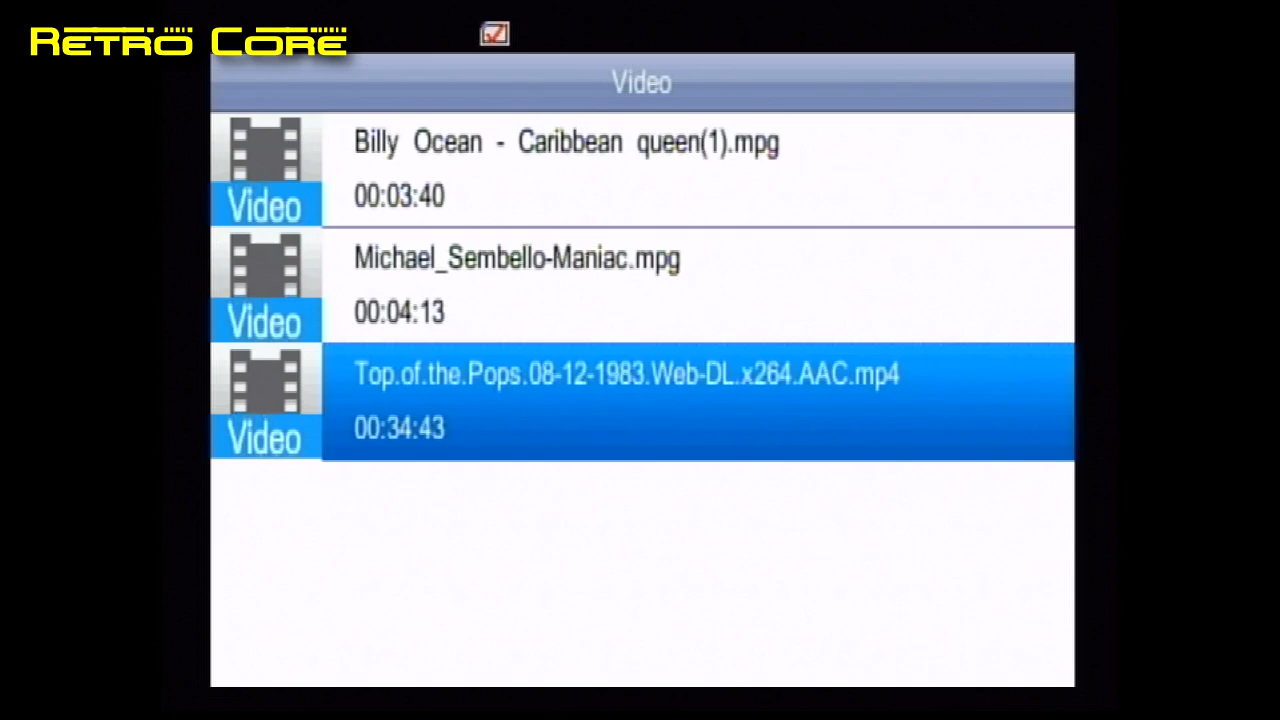 Retro Core
Video
Billy Ocean - Caribbean queen(1).mpg
00:03:40
Video
Michael_Sembello-Maniac.mpg
00:04:13
Video
Top.of.the.Pops.08-12-1983.Web-DL.x264.AAC.mp4
00:34:43
Video